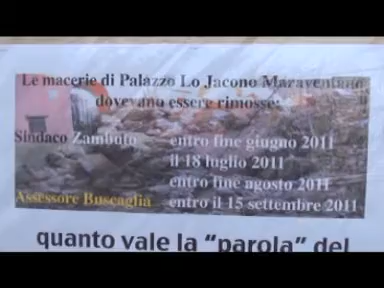 Le macerie di Palazzo Lo Jacono Maraventano
dovevano essere rimosse:
Sindaco Zambuto entro fine giugno 2011
il 18 luglio 2011
entro fine agosto 2011
Assessore Buscaglia entro il 15 settembre 2011
quanto vale la "parola" del